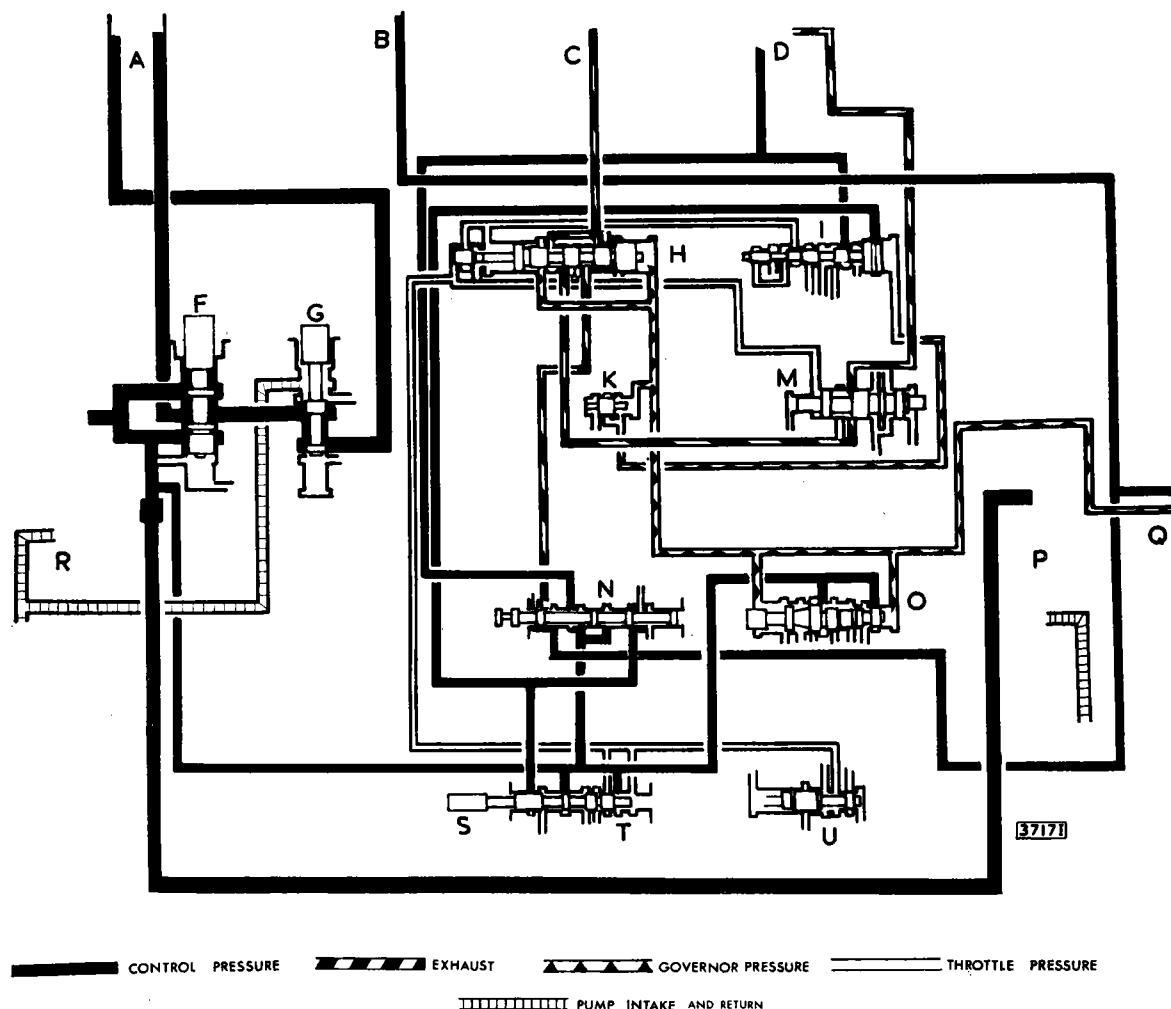 A
B
C
D
F
G
H
I
K
M
N
O
P
Q
R
S
T
U
37171
CONTROL PRESSURE
EXHAUST
GOVERNOR PRESSURE
THROTTLE PRESSURE
PUMP INTAKE AND RETURN